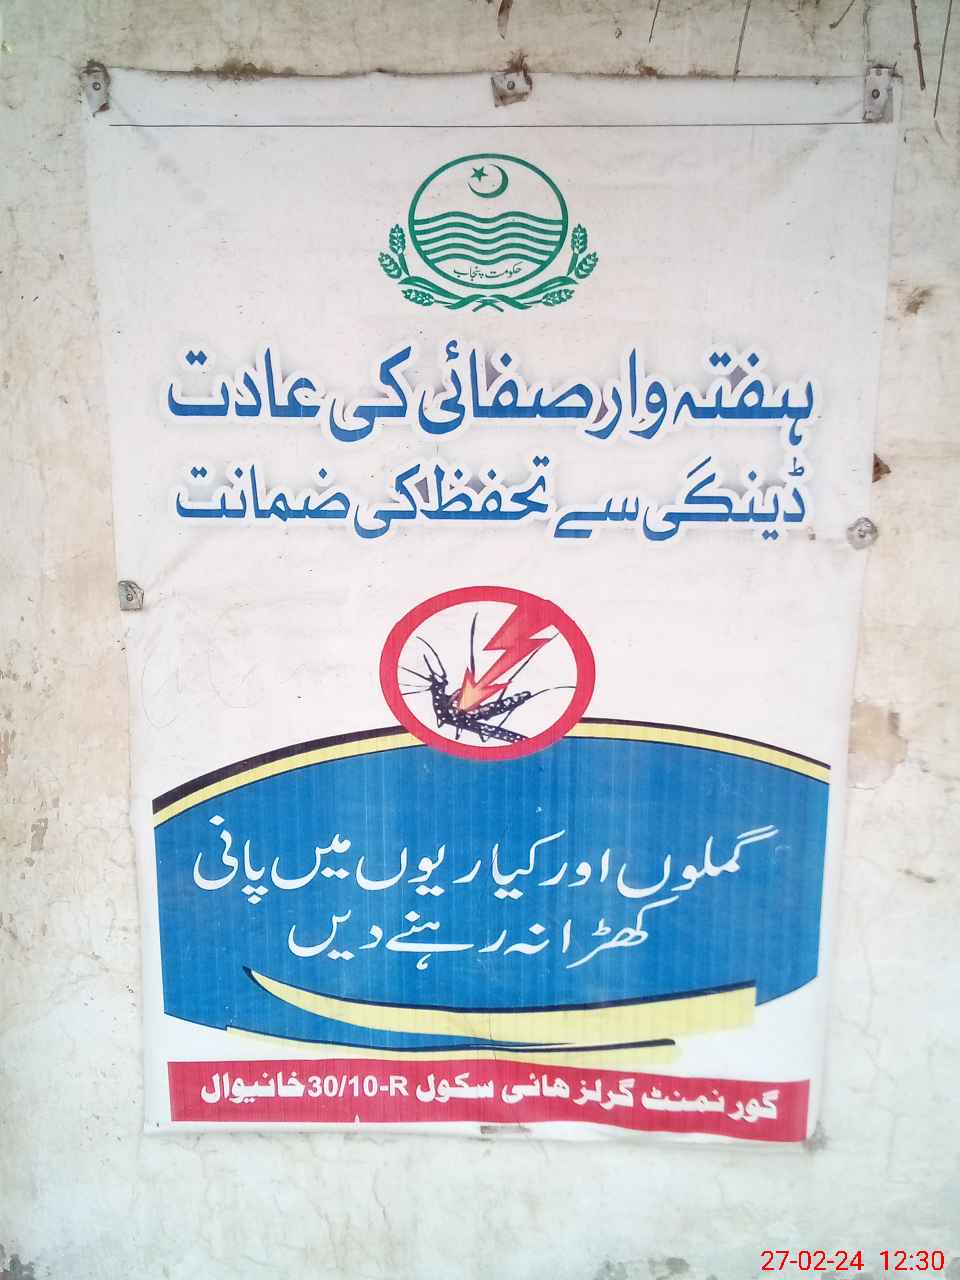 حکومت پنجاب
ہفتہ وار صفائی کی عادت
ڈینگی سے تحفظ کی ضمانت
گملوں اور کیاریوں میں پانی
کھڑا نہ رہنے دیں
گورنمنٹ گرلز ھائی سکول 30/10-R خانیوال
27-02-24 12:30